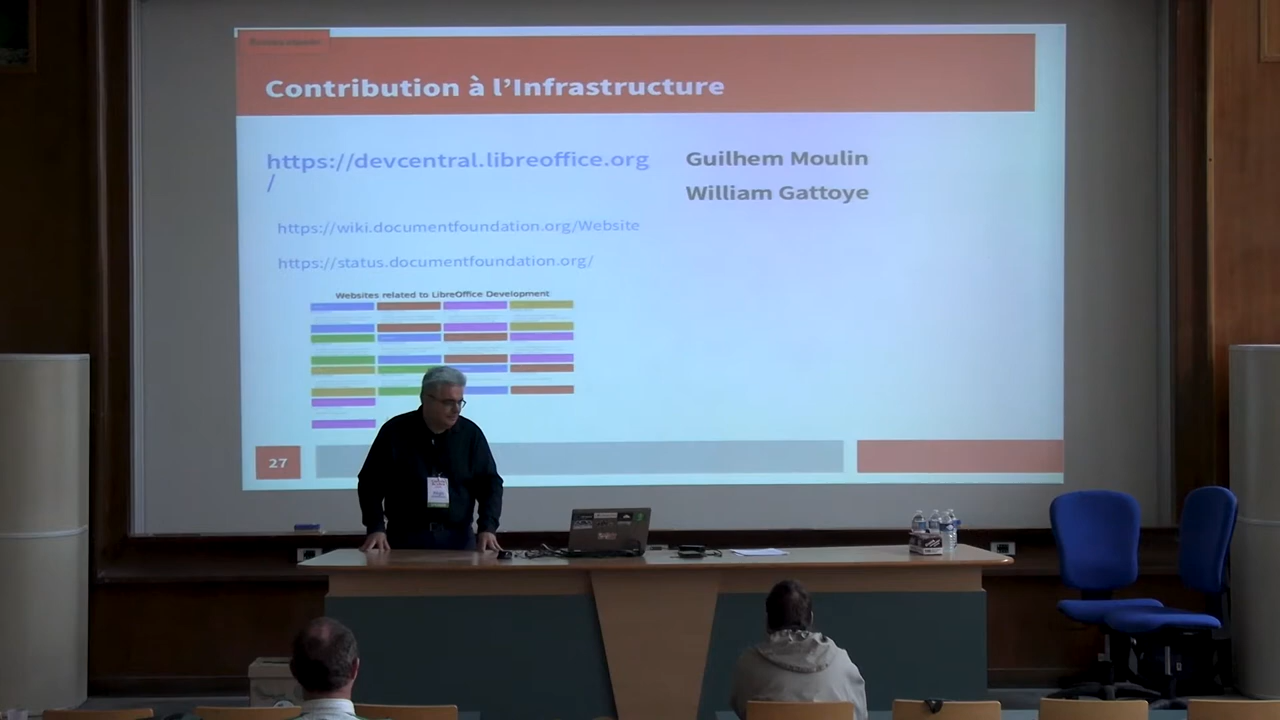 Contribution à l'Infrastructure
https://devcentral.libreoffice.org
/
https://wiki.documentfoundation.org/Website
https://status.documentfoundation.org/
Websites related to LibreOffice Development
Guilhem Moulin
William Gattoye
27